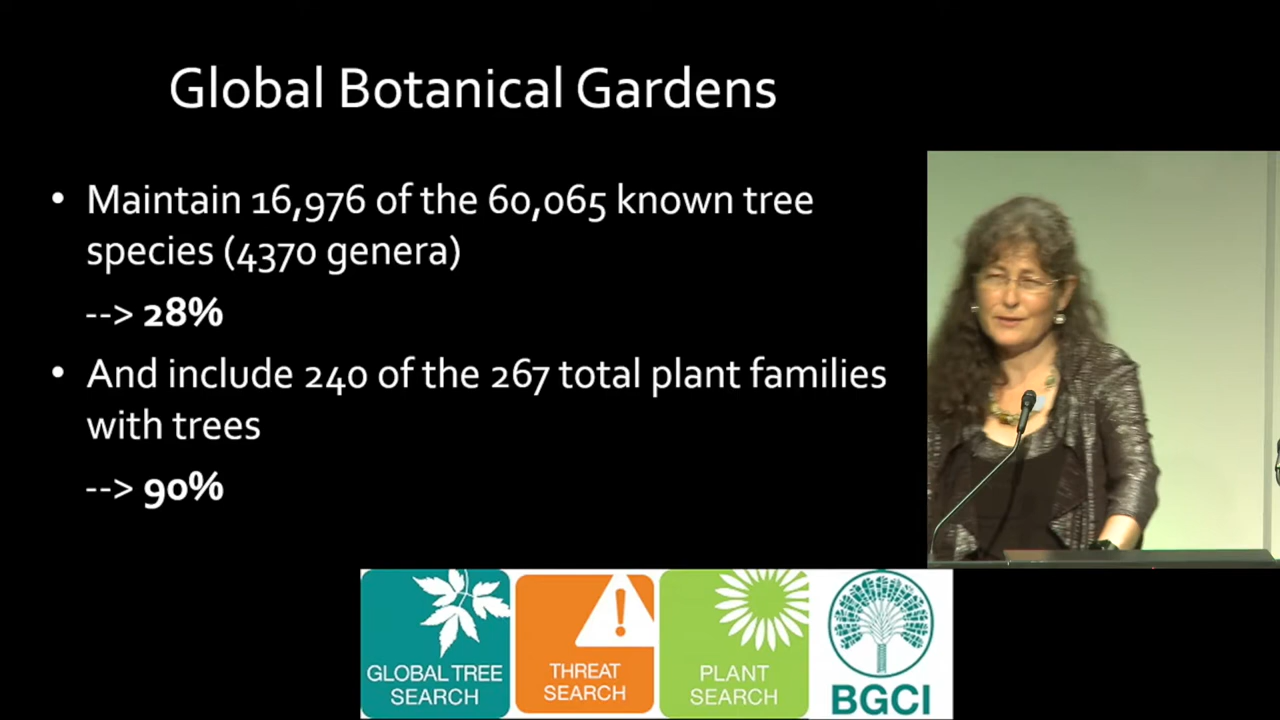 Global Botanical Gardens
• Maintain 16,976 of the 60,065 known tree
species (4370 genera)
--> 28%
• And include 240 of the 267 total plant families
with trees
--> 90%
GLOBAL TREE
SEARCH
THREAT
SEARCH
PLANT
SEARCH
BGCI